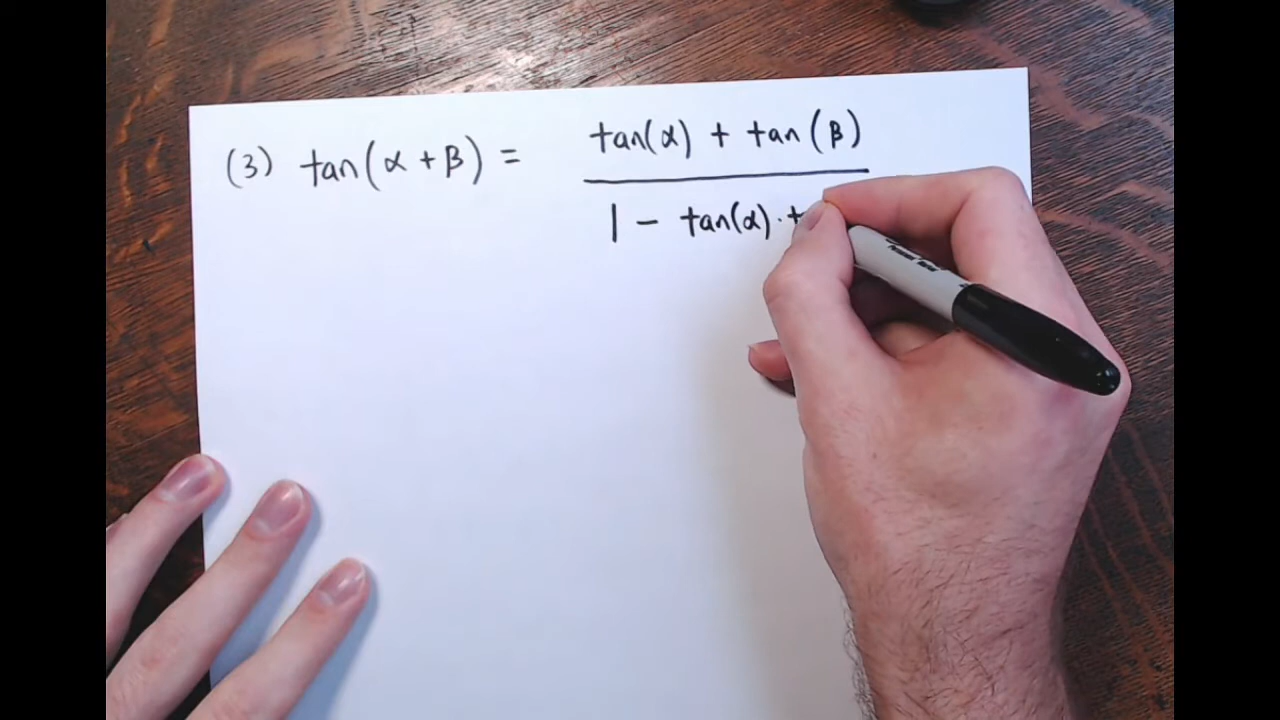 (3) tan(α + β) = tan(α) + tan(β)
1 - tan(α) · t